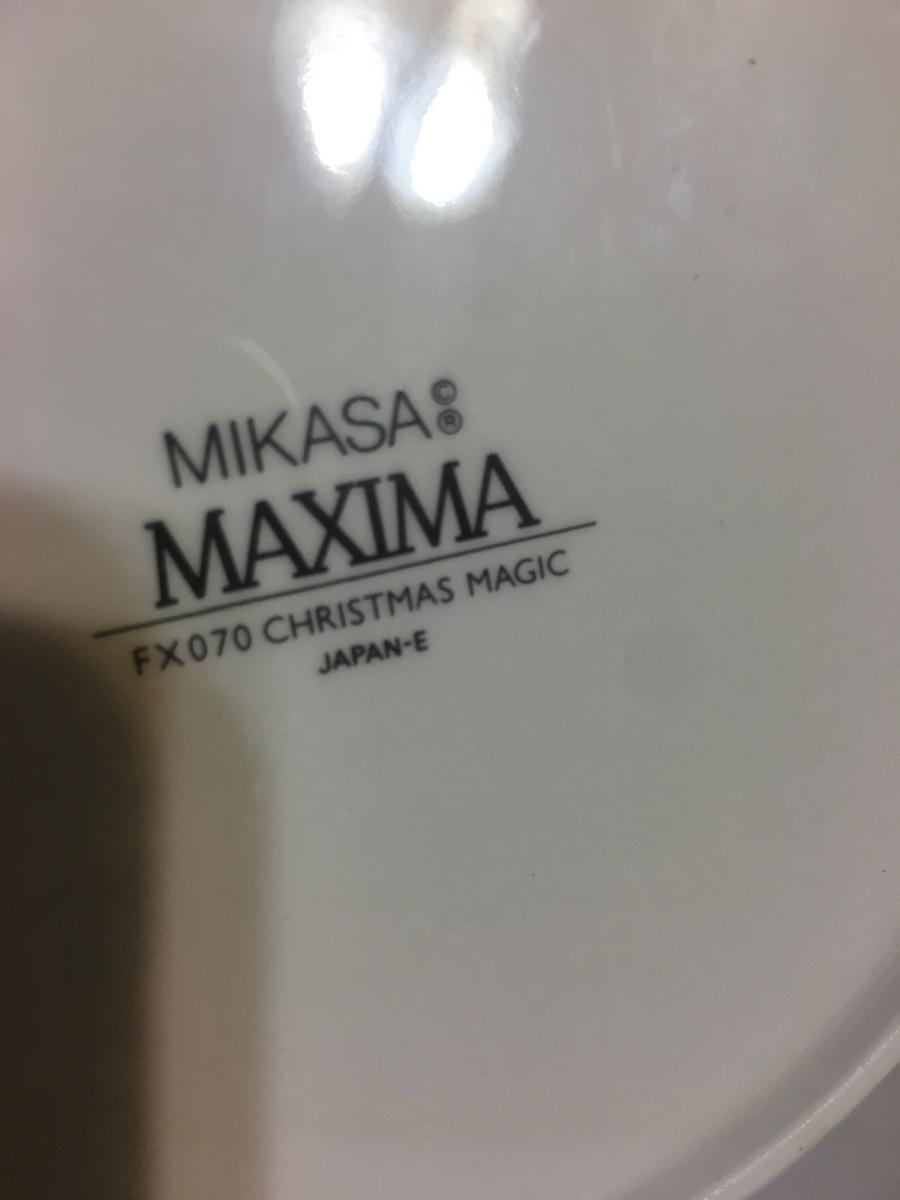 MIKASA©®
MAXIMA
FX070 CHRISTMAS MAGIC
JAPAN-E